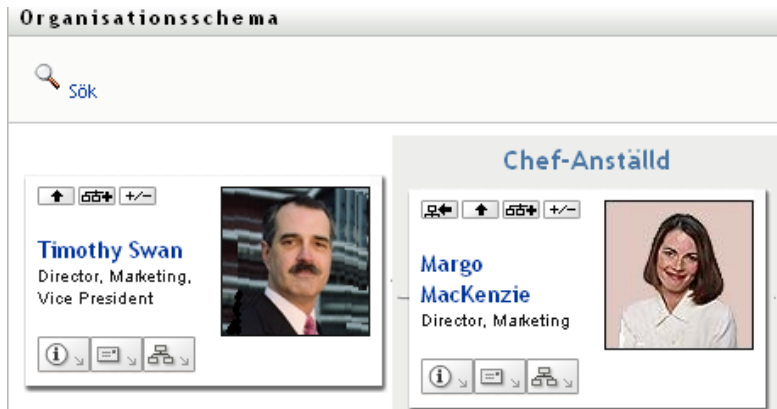 Organisationsschema
Sök
Chef-Anställd
Timothy Swan
Director, Marketing,
Vice President
Margo
MacKenzie
Director, Marketing